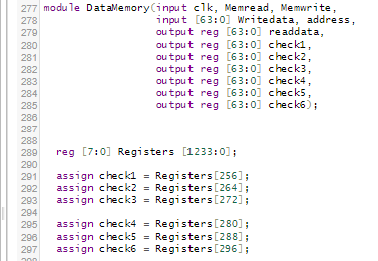 277 module DataMemory(input clk, Memread, Memwrite,
278 input [63:0] Writedata, address,
279 output reg [63:0] readdata,
280 output reg [63:0] check1,
281 output reg [63:0] check2,
282 output reg [63:0] check3,
283 output reg [63:0] check4,
284 output reg [63:0] check5,
285 output reg [63:0] check6);
286
287
288
289 reg [7:0] Registers [1233:0];
290
291 assign check1 = Registers[256];
292 assign check2 = Registers[264];
293 assign check3 = Registers[272];
294
295 assign check4 = Registers[280];
296 assign check5 = Registers[288];
297 assign check6 = Registers[296];